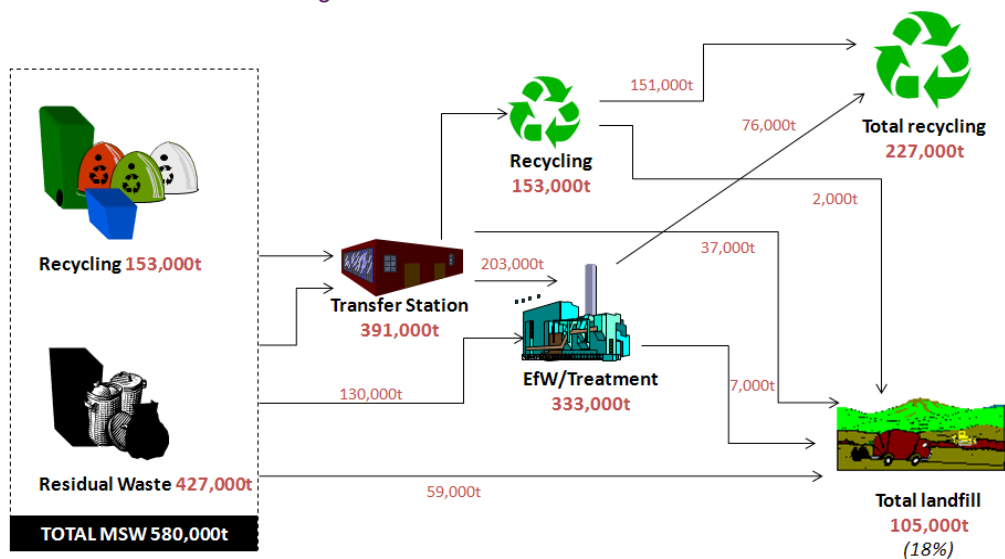 151,000t
76,000t
Total recycling
227,000t
Recycling
153,000t
2,000t
Recycling 153,000t
203,000t
37,000t
Transfer Station
391,000t
EfW/Treatment
333,000t
130,000t
7,000t
Residual Waste 427,000t
59,000t
Total landfill
105,000t
(18%)
TOTAL MSW 580,000t